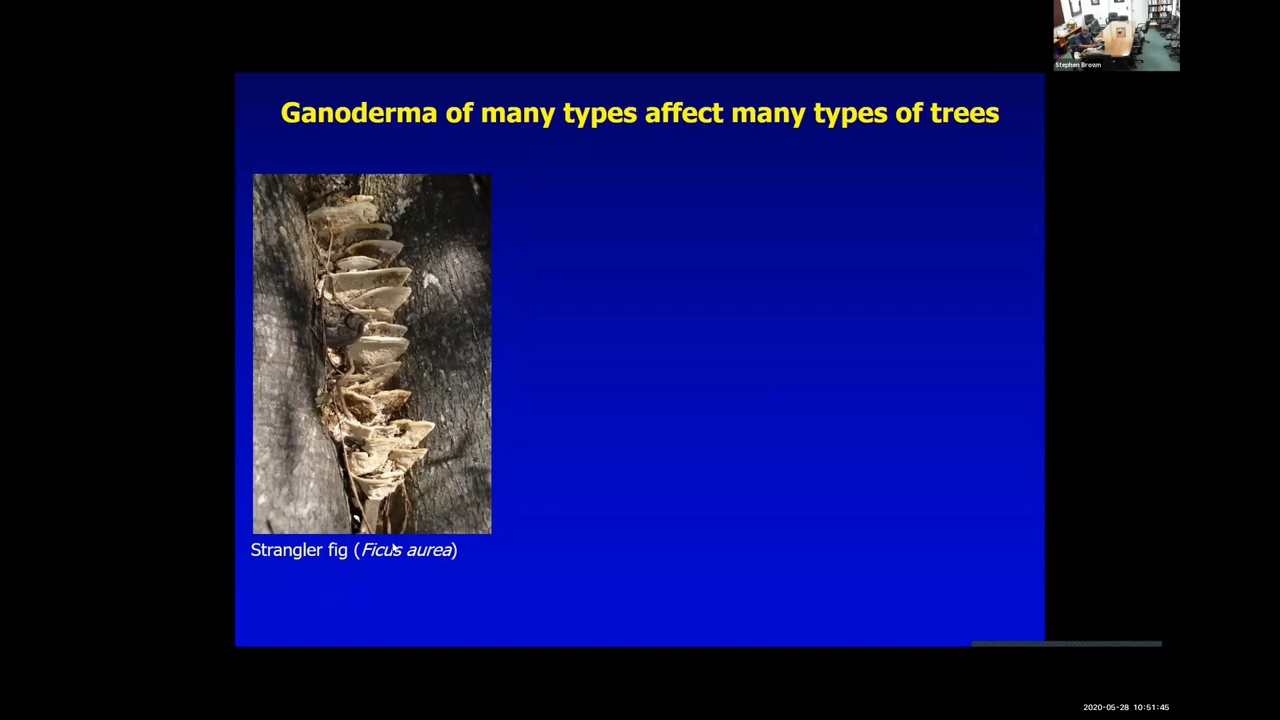 Stephen Brown
Ganoderma of many types affect many types of trees
Strangler fig (Ficus aurea)
2020-05-28 10:51:45